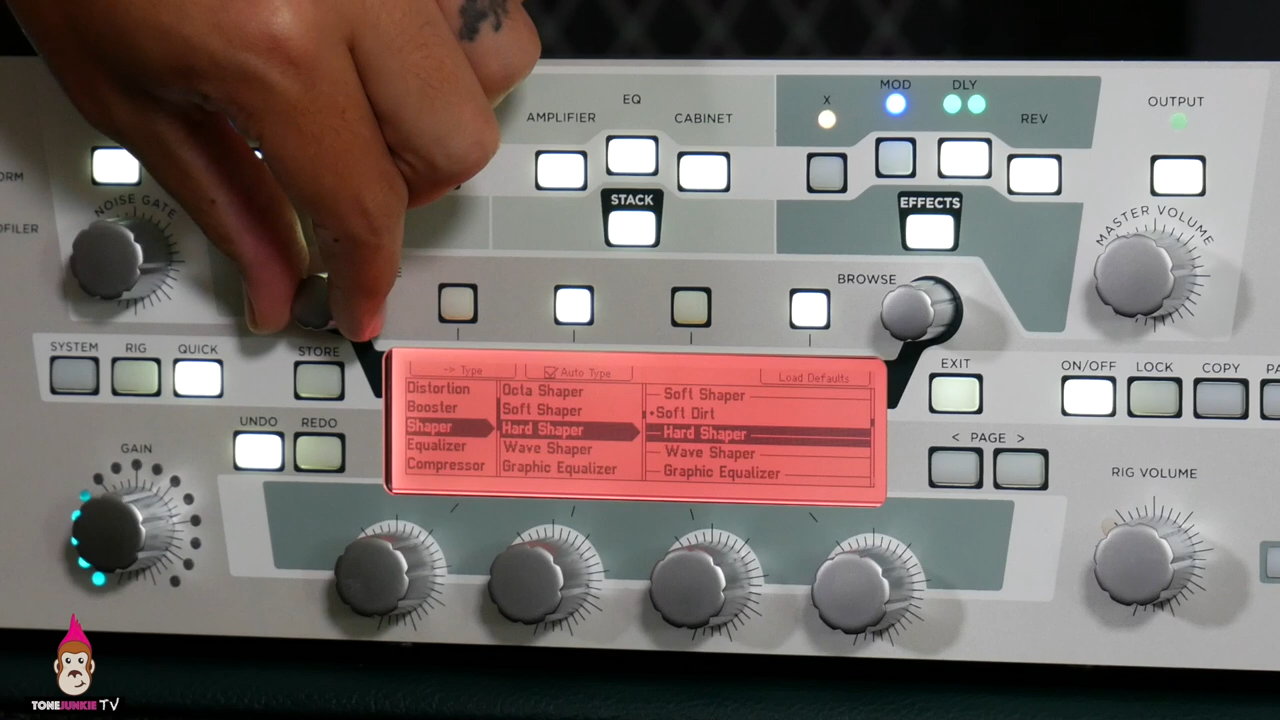 MOD
DLY
X
OUTPUT
EQ
AMPLIFIER
CABINET
REV
ORM
NOISE GATE
STACK
EFFECTS
OFILER
MASTER VOLUME
E
BROWSE
SYSTEM
RIG
QUICK
STORE
EXIT
ON/OFF
LOCK
COPY
PA
-> Type
Auto Type
Load Defaults
Distortion
Octa Shaper
Soft Shaper
Booster
Soft Shaper
Soft Dirt
Shaper
Hard Shaper
Hard Shaper
Equalizer
Wave Shaper
Wave Shaper
Compressor
Graphic Equalizer
Graphic Equalizer
UNDO
REDO
< PAGE >
GAIN
RIG VOLUME
TONEJUNKIE TV